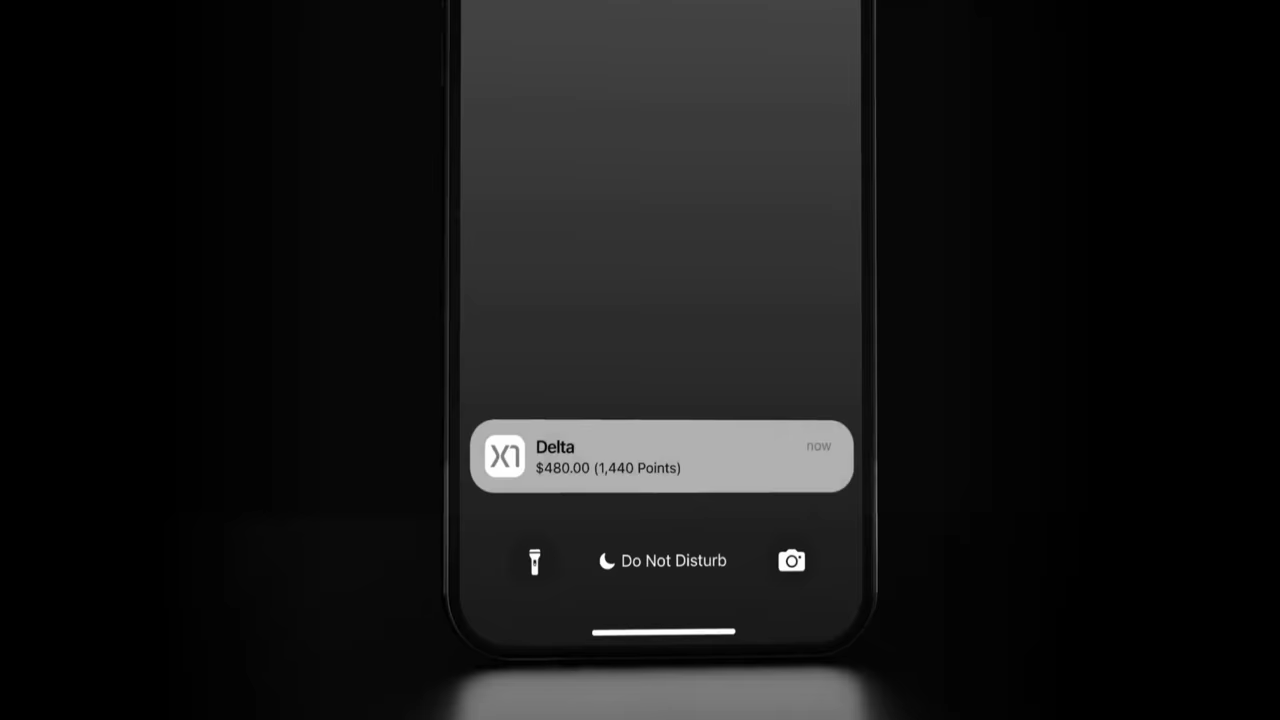 X1
Delta
now
$480.00 (1,440 Points)
Do Not Disturb